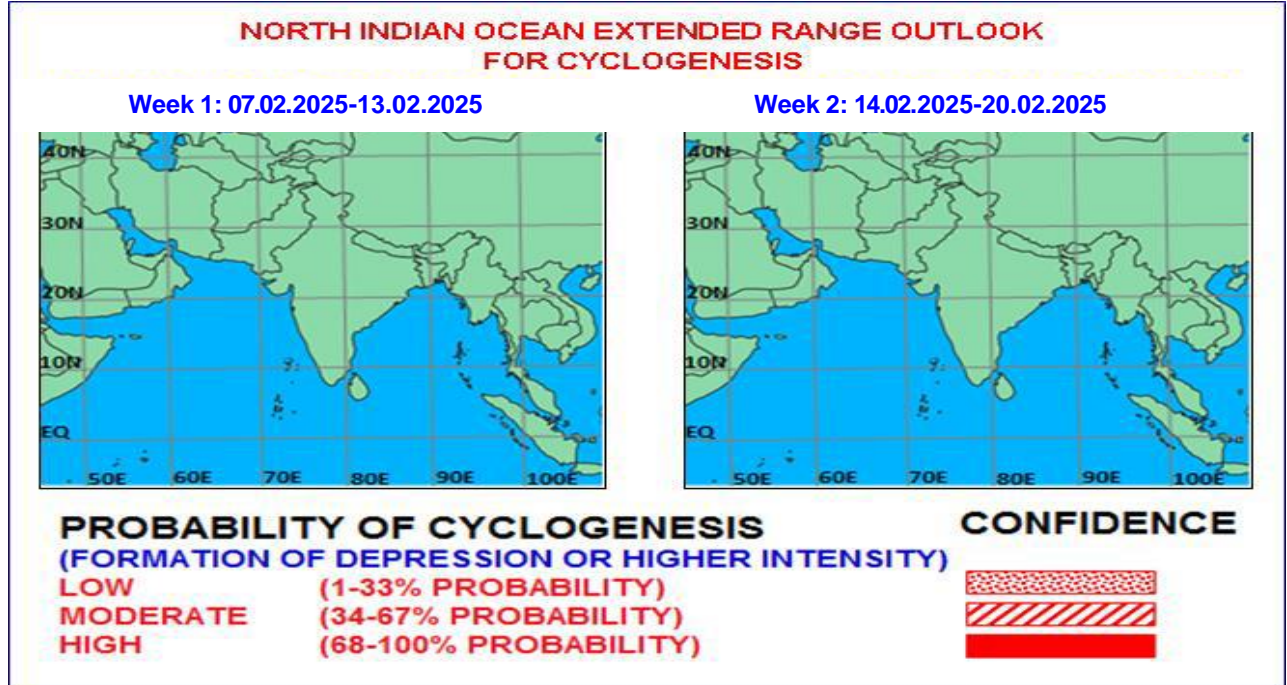 NORTH INDIAN OCEAN EXTENDED RANGE OUTLOOK
FOR CYCLOGENESIS
Week 1: 07.02.2025-13.02.2025
Week 2: 14.02.2025-20.02.2025
40N
30N
20N
10N
EQ
50E 60E 70E 80E 90E 100E
40N
30N
20N
10N
EQ
50E 60E 70E 80E 90E 100E
PROBABILITY OF CYCLOGENESIS
CONFIDENCE
(FORMATION OF DEPRESSION OR HIGHER INTENSITY)
LOW (1-33% PROBABILITY)
MODERATE (34-67% PROBABILITY)
HIGH (68-100% PROBABILITY)